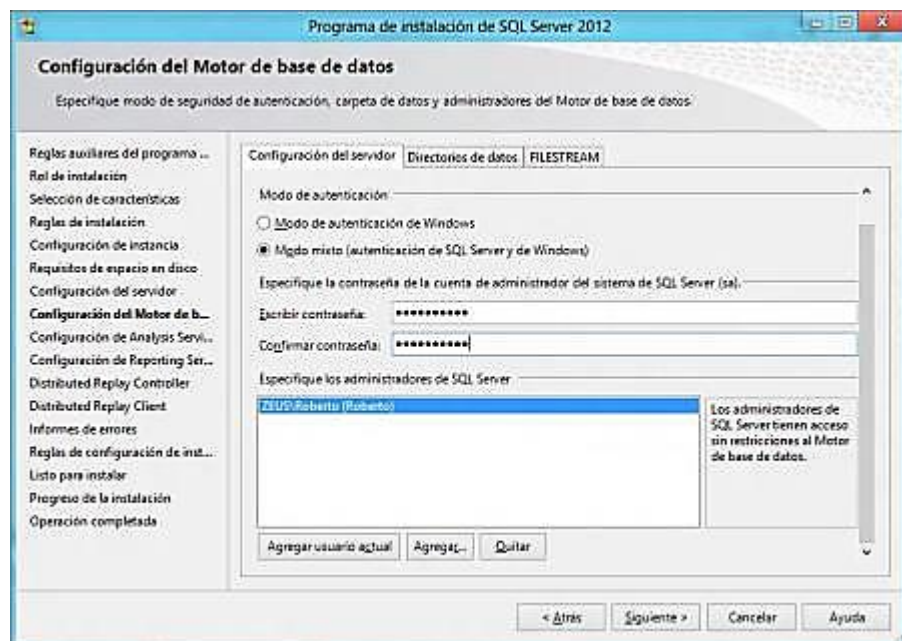 Programa de instalación de SQL Server 2012
Configuración del Motor de base de datos
Especifique modo de seguridad de autenticación, carpeta de datos y administradores del Motor de base de datos.
Reglas auxiliares del programa ...
Rol de instalación
Selección de características
Reglas de instalación
Configuración de instancia
Requisitos de espacio en disco
Configuración del servidor
Configuración del Motor de b...
Configuración de Analysis Servi...
Configuración de Reporting Ser...
Distributed Replay Controller
Distributed Replay Client
Informes de errores
Reglas de configuración de inst...
Listo para instalar
Progreso de la instalación
Operación completada
Configuración del servidor Directorios de datos FILESTREAM
Modo de autenticación
Modo de autenticación de Windows
Modo mixto (autenticación de SQL Server y de Windows)
Especifique la contraseña de la cuenta de administrador del sistema de SQL Server (sa).
Escribir contraseña: ●●●●●●●●●●
Confirmar contraseña: ●●●●●●●●●●
Especifique los administradores de SQL Server
ZEUS\Roberto (Roberto)
Los administradores de
SQL Server tienen acceso
sin restricciones al Motor
de base de datos.
Agregar usuario actual Agregar... Quitar
< Atrás Siguiente > Cancelar Ayuda